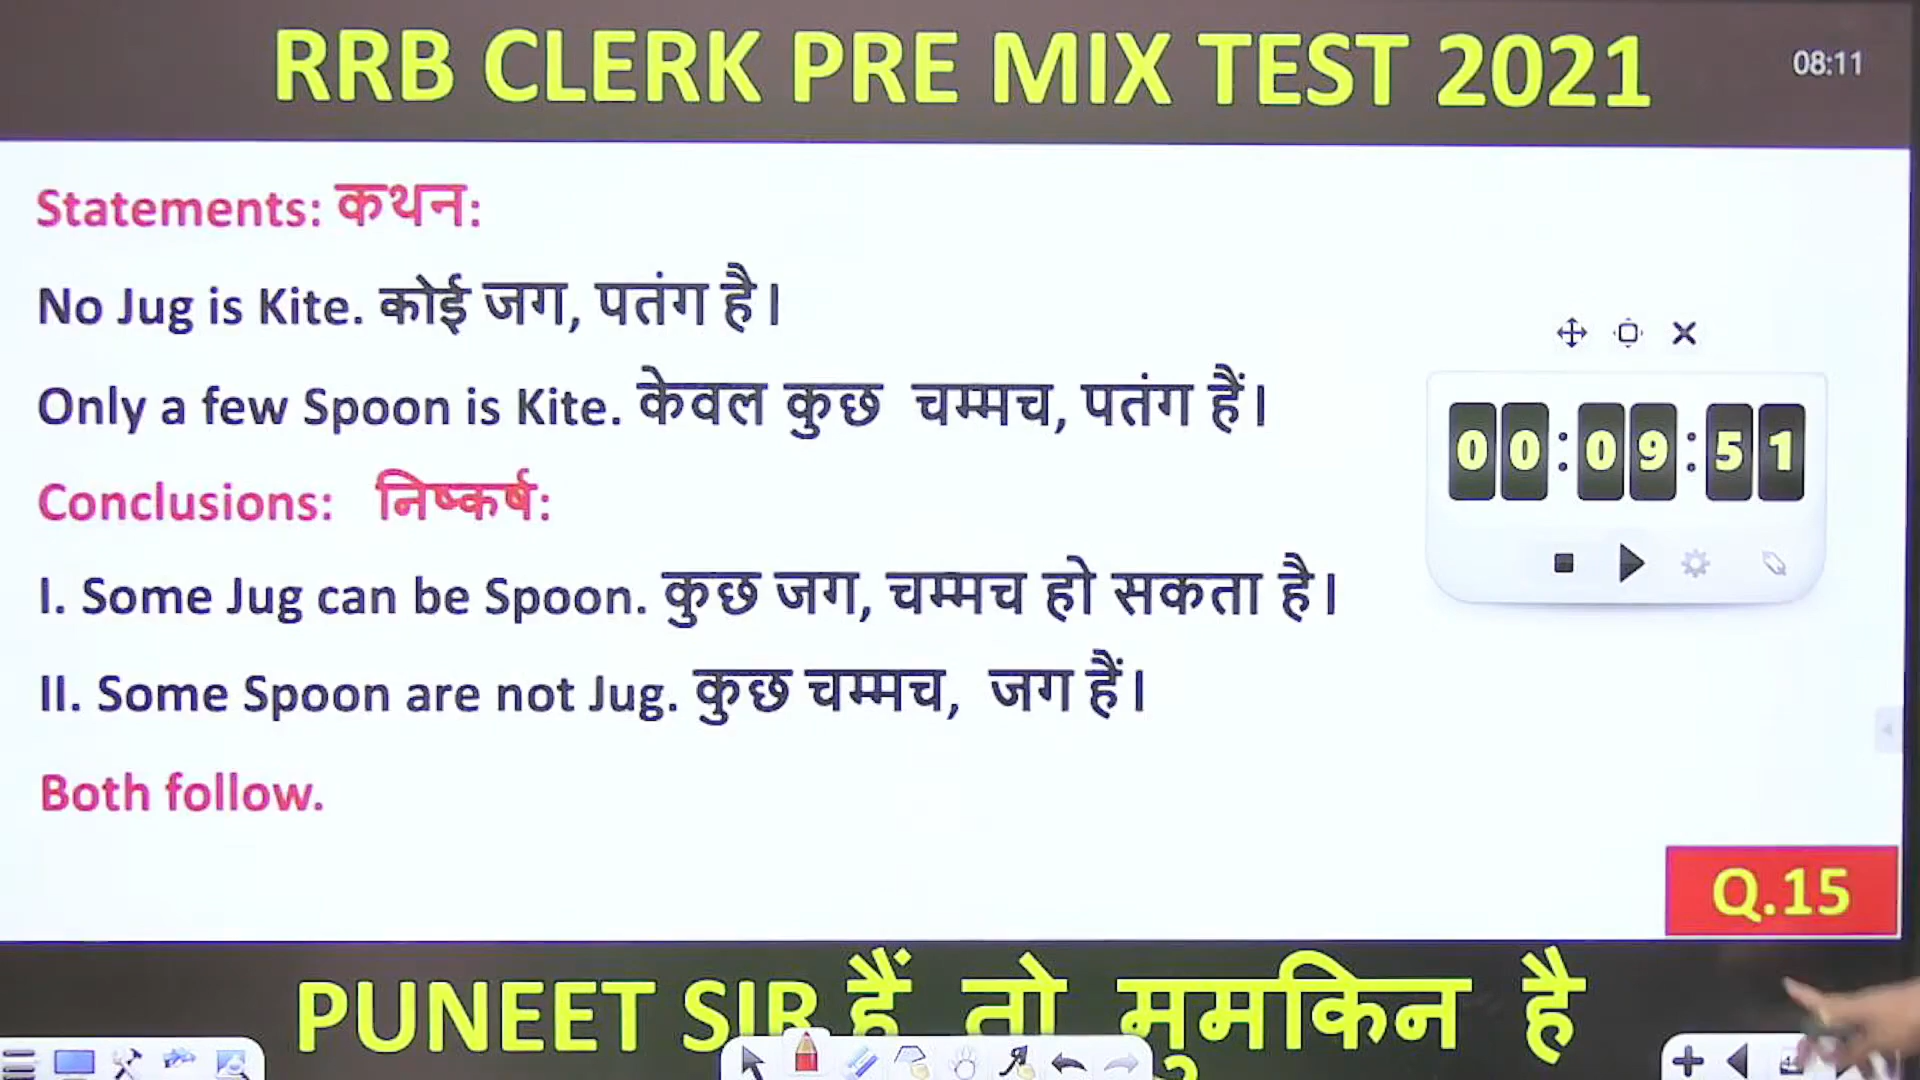 RRB CLERK PRE MIX TEST 2021
08:11
Statements: कथन:
No Jug is Kite. कोई जग, पतंग है।
Only a few Spoon is Kite. केवल कुछ चम्मच, पतंग हैं।
00:09:51
Conclusions: निष्कर्ष:
I. Some Jug can be Spoon. कुछ जग, चम्मच हो सकता है।
II. Some Spoon are not Jug. कुछ चम्मच, जग हैं।
Both follow.
Q.15
PUNEET SIR हैं तो मुमकिन है